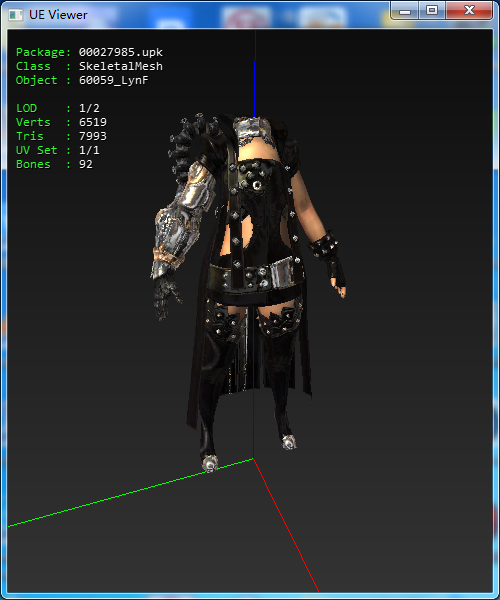 UE Viewer
Package: 00027985.upk
Class : SkeletalMesh
Object : 60059_LynF
LOD : 1/2
Verts : 6519
Tris : 7993
UV Set : 1/1
Bones : 92